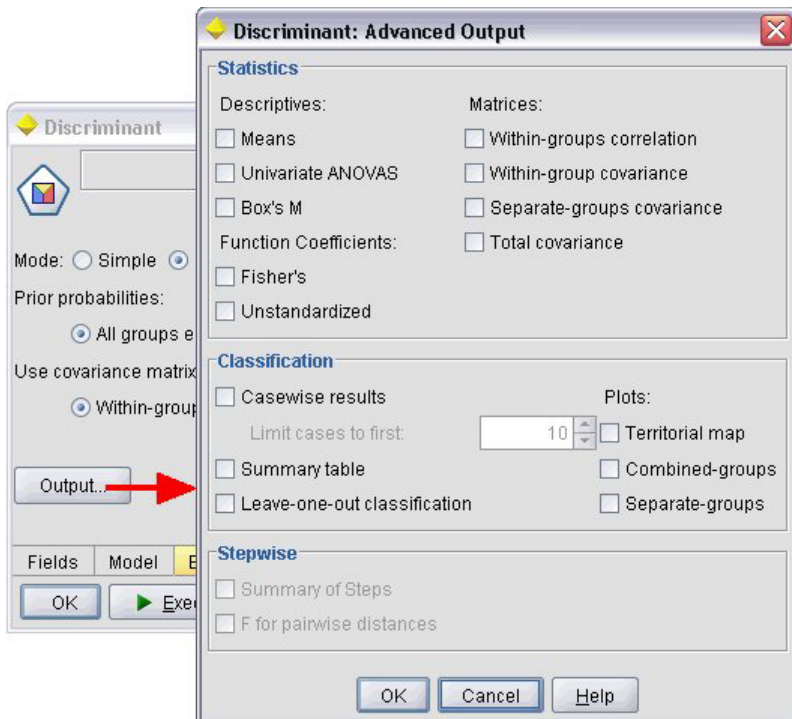 Discriminant: Advanced Output
Statistics
Descriptives:
Means
Univariate ANOVAS
Box's M
Function Coefficients:
Fisher's
Unstandardized
Matrices:
Within-groups correlation
Within-group covariance
Separate-groups covariance
Total covariance
Classification
Casewise results
Limit cases to first: 10
Summary table
Leave-one-out classification
Plots:
Territorial map
Combined-groups
Separate-groups
Stepwise
Summary of Steps
F for pairwise distances
OK Cancel Help
Discriminant
Mode: Simple
Prior probabilities:
All groups e
Use covariance matrix
Within-group
Output...
Fields Model E
OK Exe